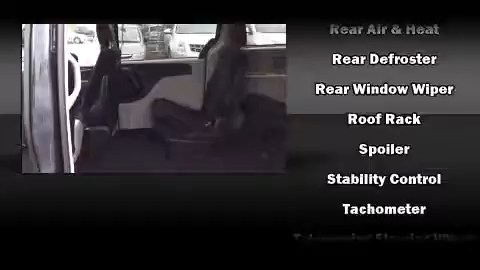 Rear Air & Heat
Rear Defroster
Rear Window Wiper
Roof Rack
Spoiler
Stability Control
Tachometer